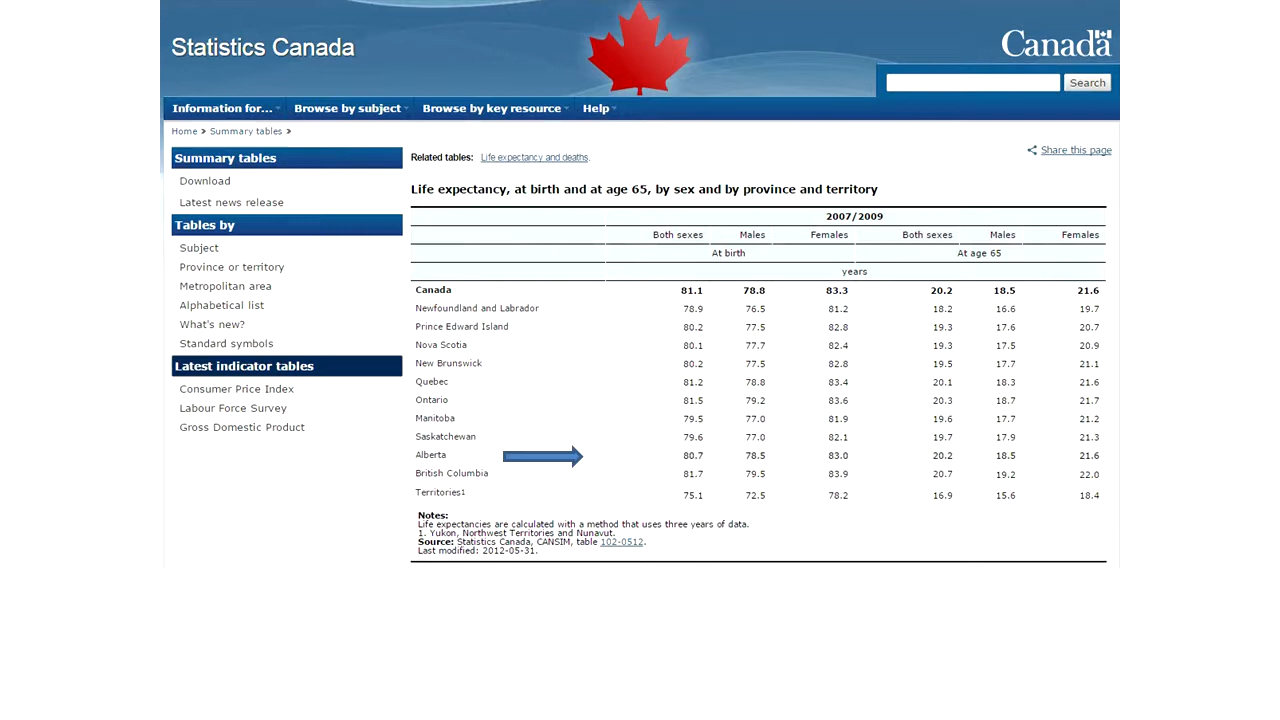 Statistics Canada
Canada
Search
Information for... Browse by subject Browse by key resource Help
Home > Summary tables >
Share this page
Summary tables
Download
Latest news release
Tables by
Subject
Province or territory
Metropolitan area
Alphabetical list
What's new?
Standard symbols
Latest indicator tables
Consumer Price Index
Labour Force Survey
Gross Domestic Product
Related tables: Life expectancy and deaths.
Life expectancy, at birth and at age 65, by sex and by province and territory
2007/2009
Both sexes Males Females Both sexes Males Females
At birth At age 65
years
Canada 81.1 78.8 83.3 20.2 18.5 21.6
Newfoundland and Labrador 78.9 76.5 81.2 18.2 16.6 19.7
Prince Edward Island 80.2 77.5 82.8 19.3 17.6 20.7
Nova Scotia 80.1 77.7 82.4 19.3 17.5 20.9
New Brunswick 80.2 77.5 82.8 19.5 17.7 21.1
Quebec 81.2 78.8 83.4 20.1 18.3 21.6
Ontario 81.5 79.2 83.6 20.3 18.7 21.7
Manitoba 79.5 77.0 81.9 19.6 17.7 21.2
Saskatchewan 79.6 77.0 82.1 19.7 17.9 21.3
Alberta 80.7 78.5 83.0 20.2 18.5 21.6
British Columbia 81.7 79.5 83.9 20.7 19.2 22.0
Territories1 75.1 72.5 78.2 16.9 15.6 18.4
Notes:
Life expectancies are calculated with a method that uses three years of data.
1. Yukon, Northwest Territories and Nunavut.
Source: Statistics Canada, CANSIM, table 102-0512.
Last modified: 2012-05-31.